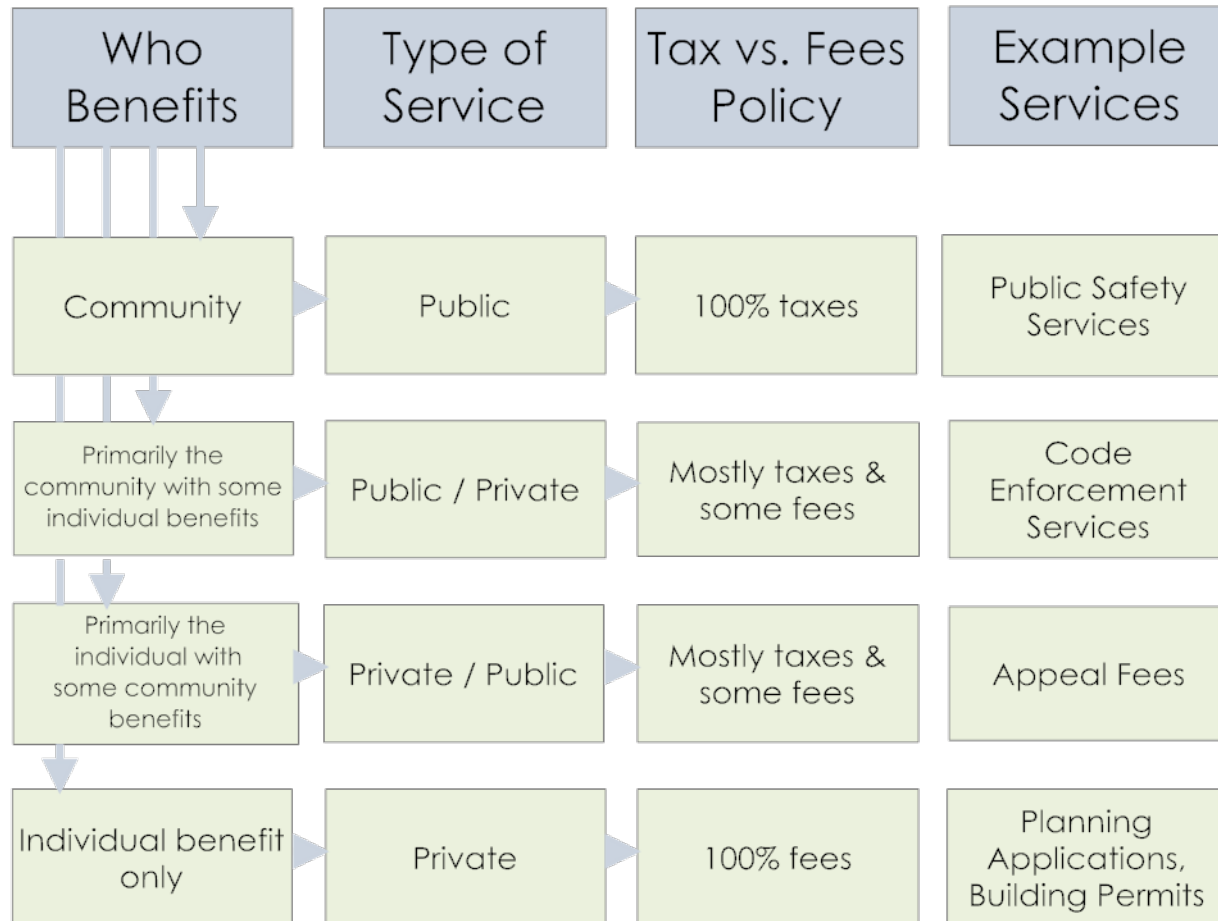 Who
Benefits
Type of
Service
Tax vs. Fees
Policy
Example
Services
Community
Public
100% taxes
Public Safety
Services
Primarily the
community with some
individual benefits
Public / Private
Mostly taxes &
some fees
Code
Enforcement
Services
Primarily the
individual with
some community
benefits
Private / Public
Mostly taxes &
some fees
Appeal Fees
Individual benefit
only
Private
100% fees
Planning
Applications,
Building Permits